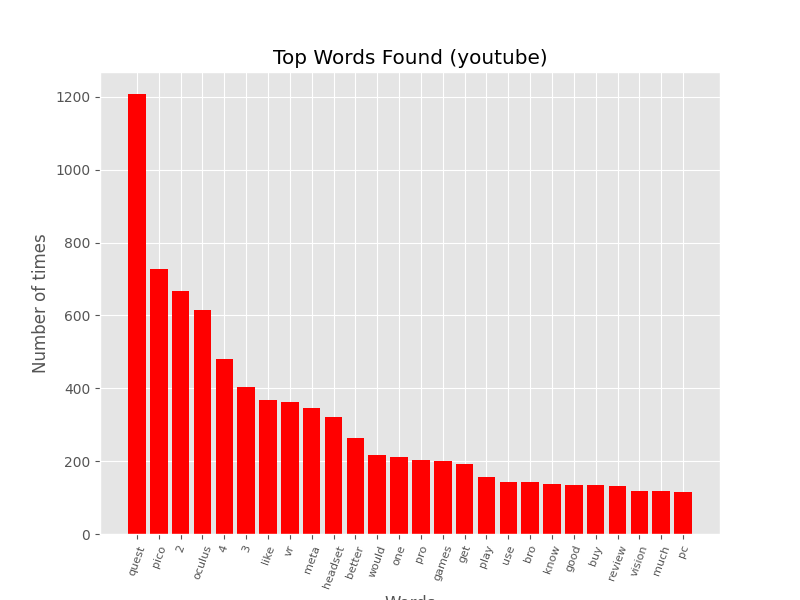 Top Words Found (youtube)
Number of times
1200
1000
800
600
400
200
0
quest
pico
2
oculus
4
3
like
vr
meta
headset
better
would
one
pro
games
get
play
use
bro
know
good
buy
review
vision
much
pc
Words